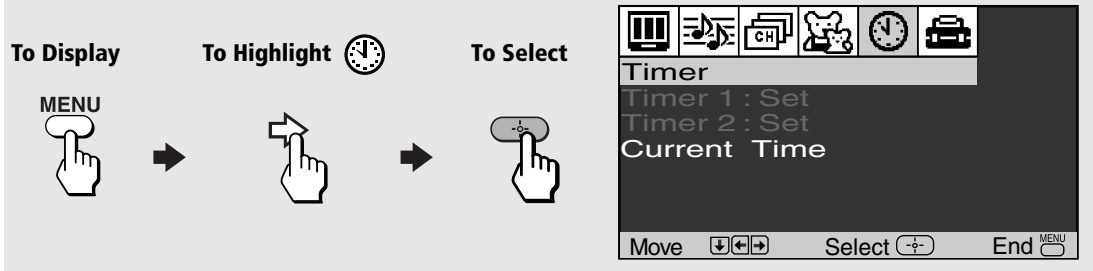 To Display
To Highlight
To Select
MENU
CH
Timer
Timer 1 : Set
Timer 2 : Set
Current Time
Move Select End MENU